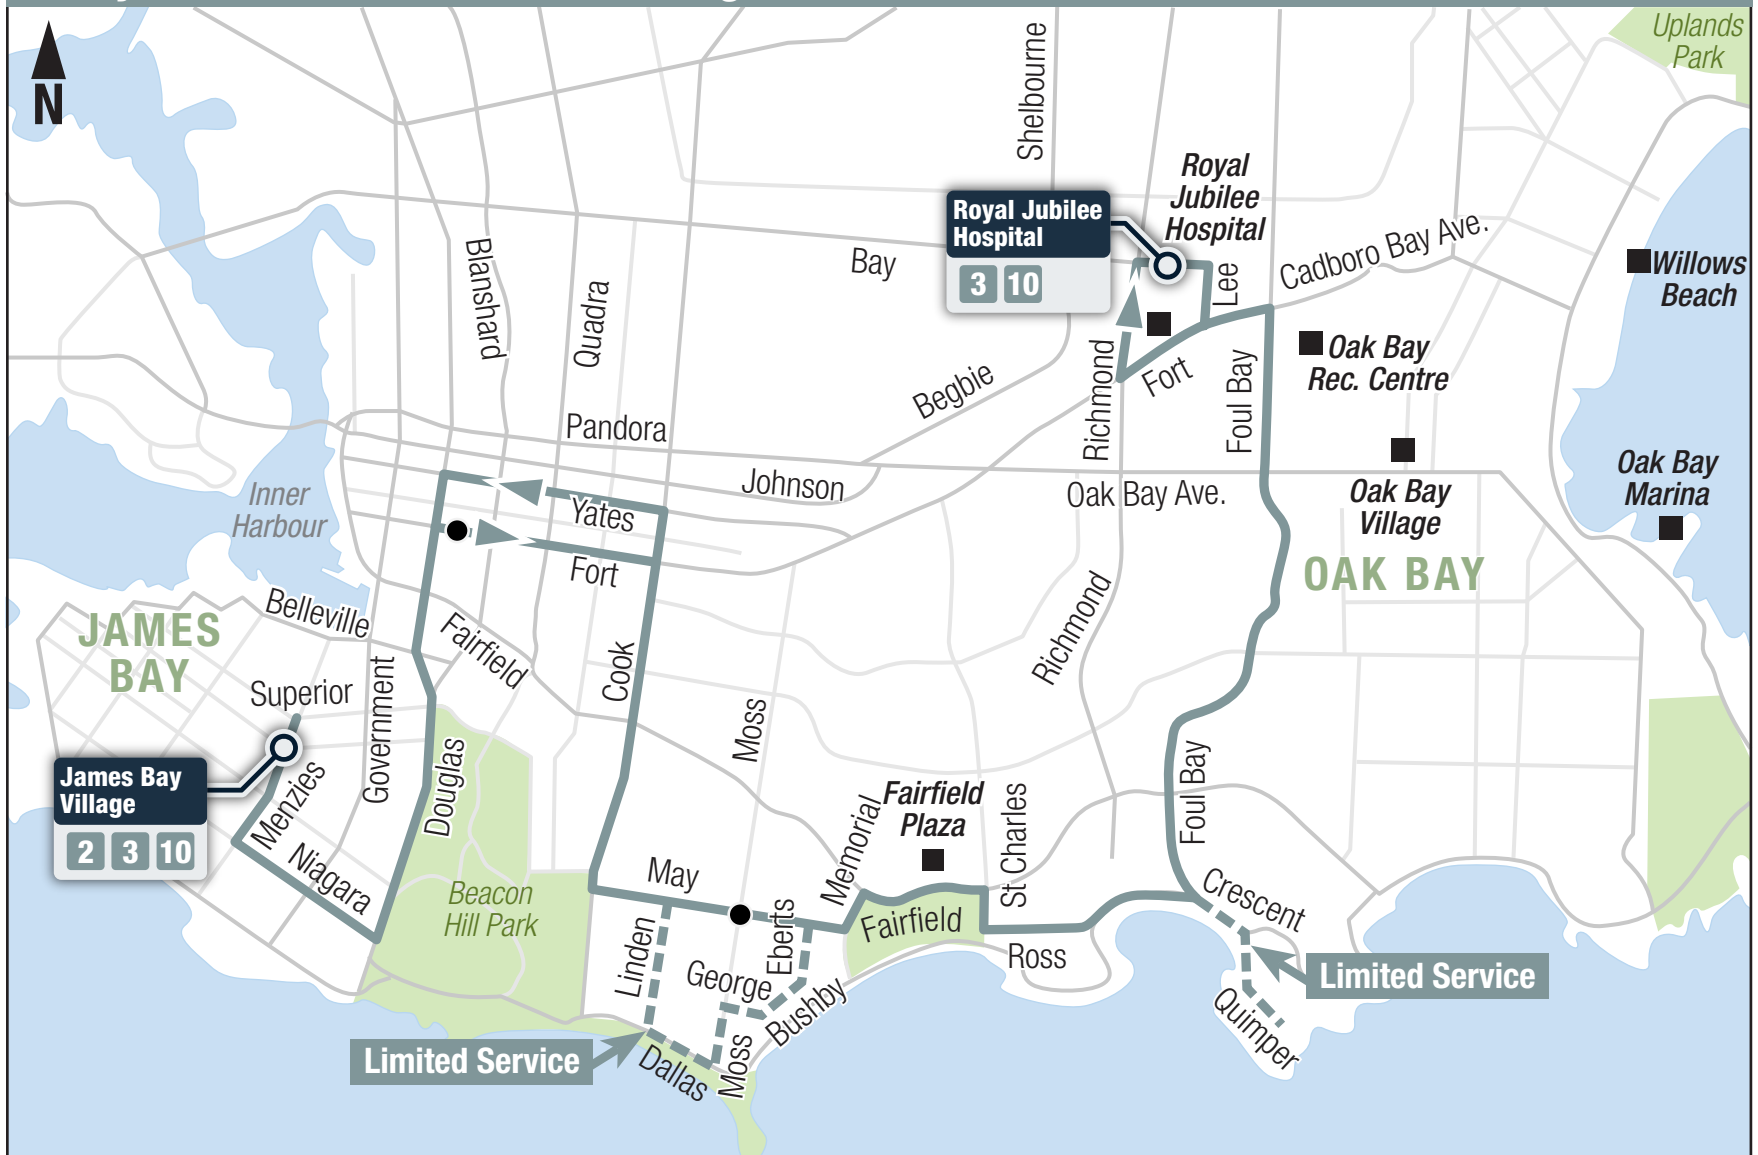 N
Uplands
Park
Shelbourne
Royal
Jubilee
Hospital
Royal Jubilee
Hospital
3 10
Bay
Lee
Cadboro Bay Ave.
Willows
Beach
Blanshard
Quadra
Oak Bay
Rec. Centre
Richmond
Fort
Foul Bay
Begbie
Pandora
Johnson
Oak Bay Ave.
Oak Bay
Village
Oak Bay
Marina
Inner
Harbour
Yates
Fort
OAK BAY
JAMES
BAY
Belleville
Fairfield
Cook
Richmond
Superior
Government
Moss
Douglas
James Bay
Village
2 3 10
Menzies
Niagara
Foul Bay
Fairfield
Plaza
Memorial
St Charles
May
Beacon
Hill Park
Linden
Eberts
Fairfield
Crescent
George
Ross
Limited Service
Bushby
Quimper
Limited Service
Dallas
Moss